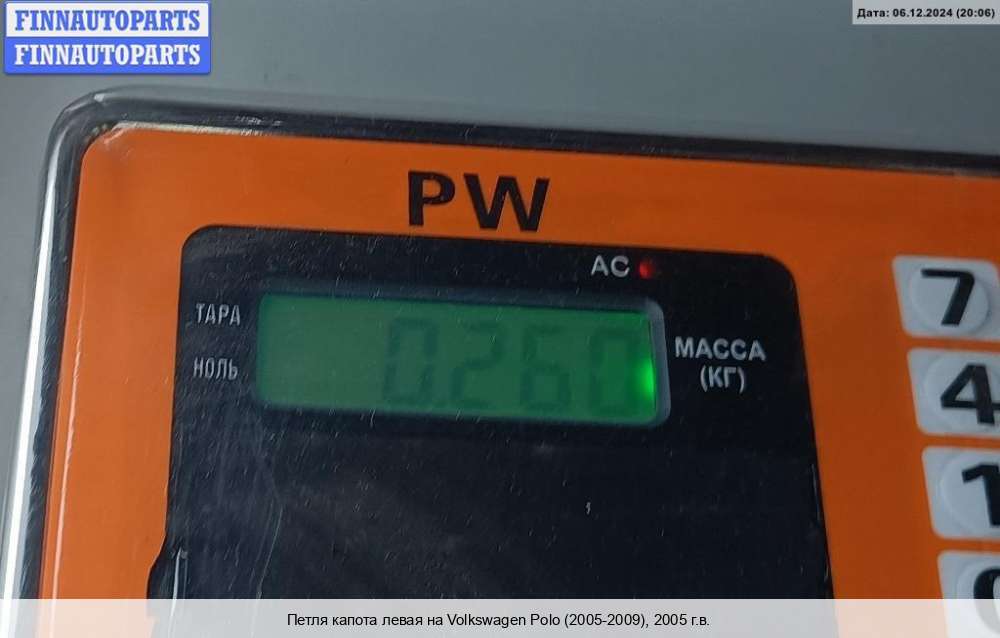 FINNAUTOPARTS
FINNAUTOPARTS
Дата: 06.12.2024 (20:06)
PW
AC
ТАРА
НОЛЬ
0.260
МАССА
(КГ)
7
4
1
Петля капота левая на Volkswagen Polo (2005-2009), 2005 г.в.